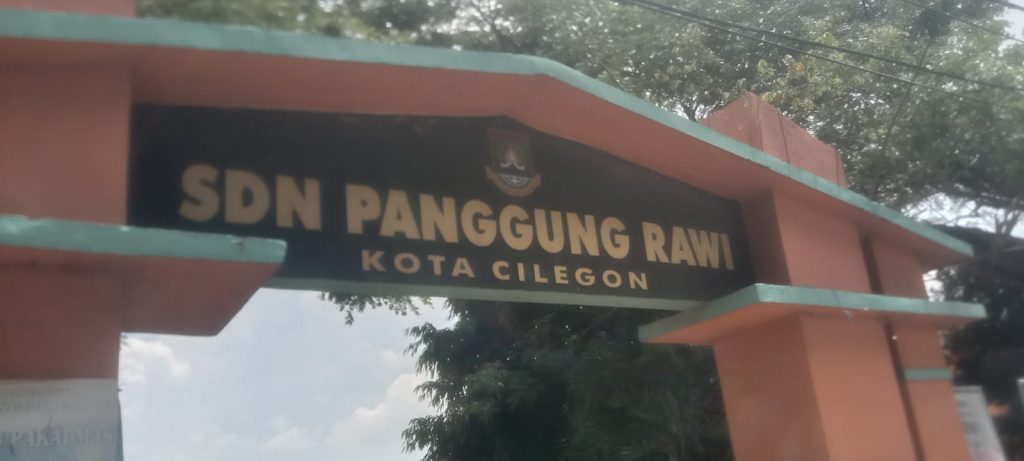 SDN PANGGUNG RAWI
KOTA CILEGON